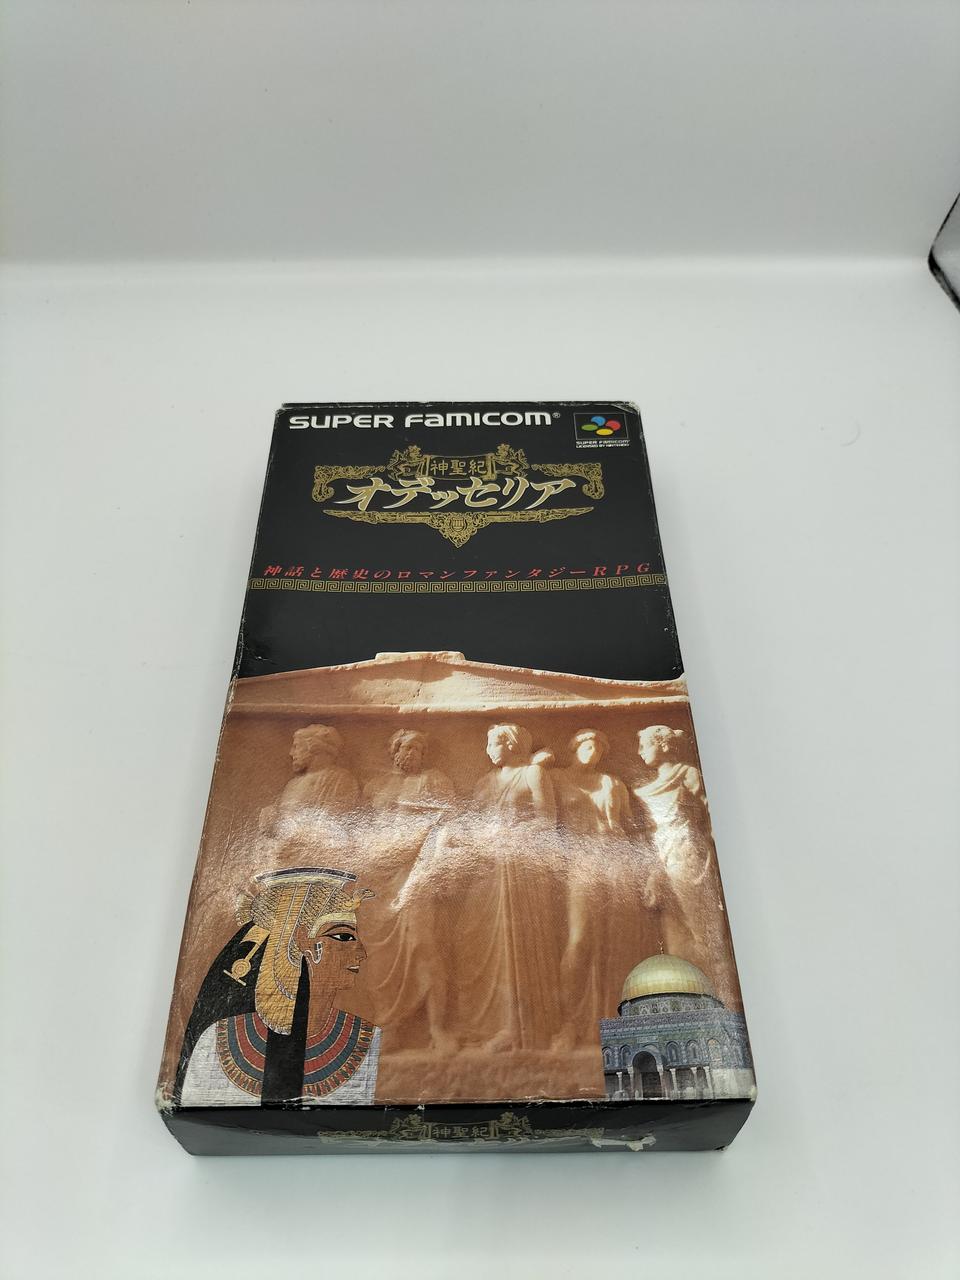 SUPER FAMICOM®
SUPER FAMICOM
LICENSED BY NINTENDO
神聖紀
オデッセリア
神話と歴史のロマンファンタジーRPG
神聖紀